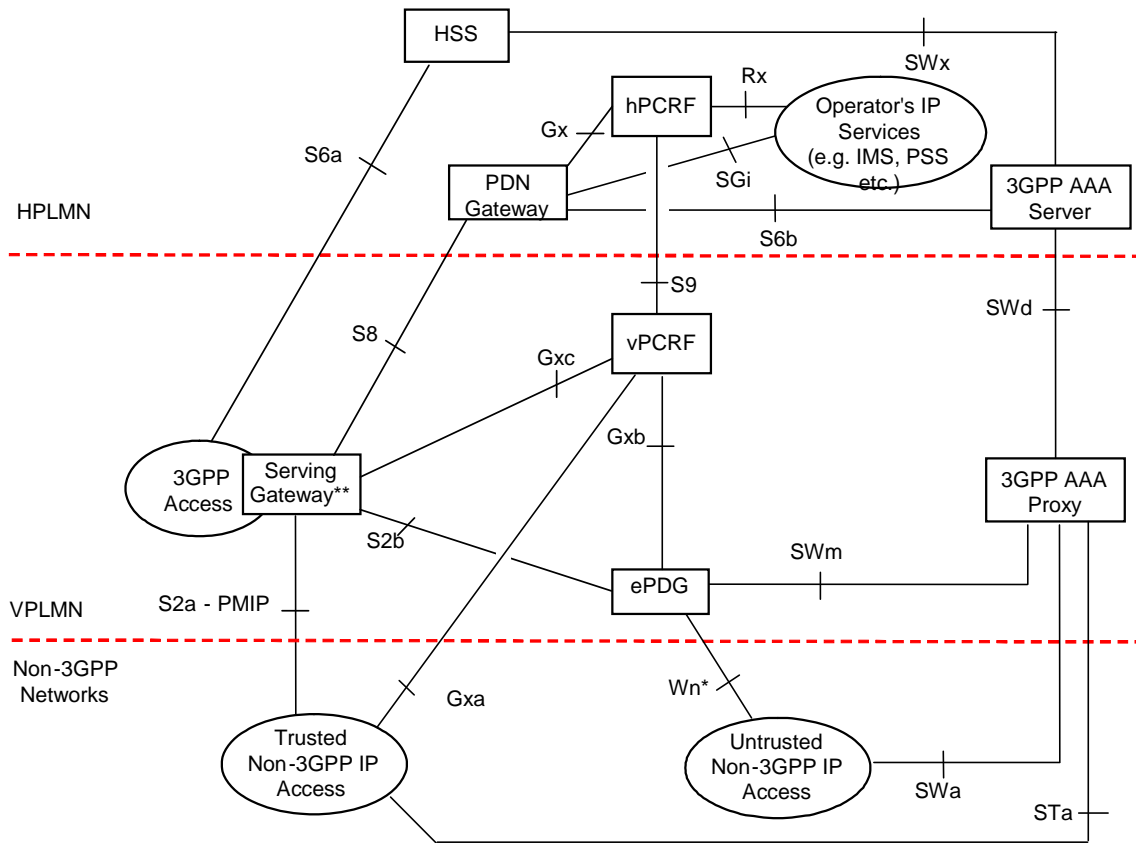 HSS
SWx
Rx
hPCRF
Operator's IP
Services
(e.g. IMS, PSS
etc.)
Gx
S6a
SGi
PDN
Gateway
3GPP AAA
Server
HPLMN
S6b
S9
SWd
S8
vPCRF
Gxc
Gxb
3GPP
Access
Serving
Gateway**
3GPP AAA
Proxy
S2b
SWm
ePDG
S2a - PMIP
VPLMN
Non-3GPP
Networks
Wn*
Gxa
Trusted
Non-3GPP IP
Access
Untrusted
Non-3GPP IP
Access
SWa
STa